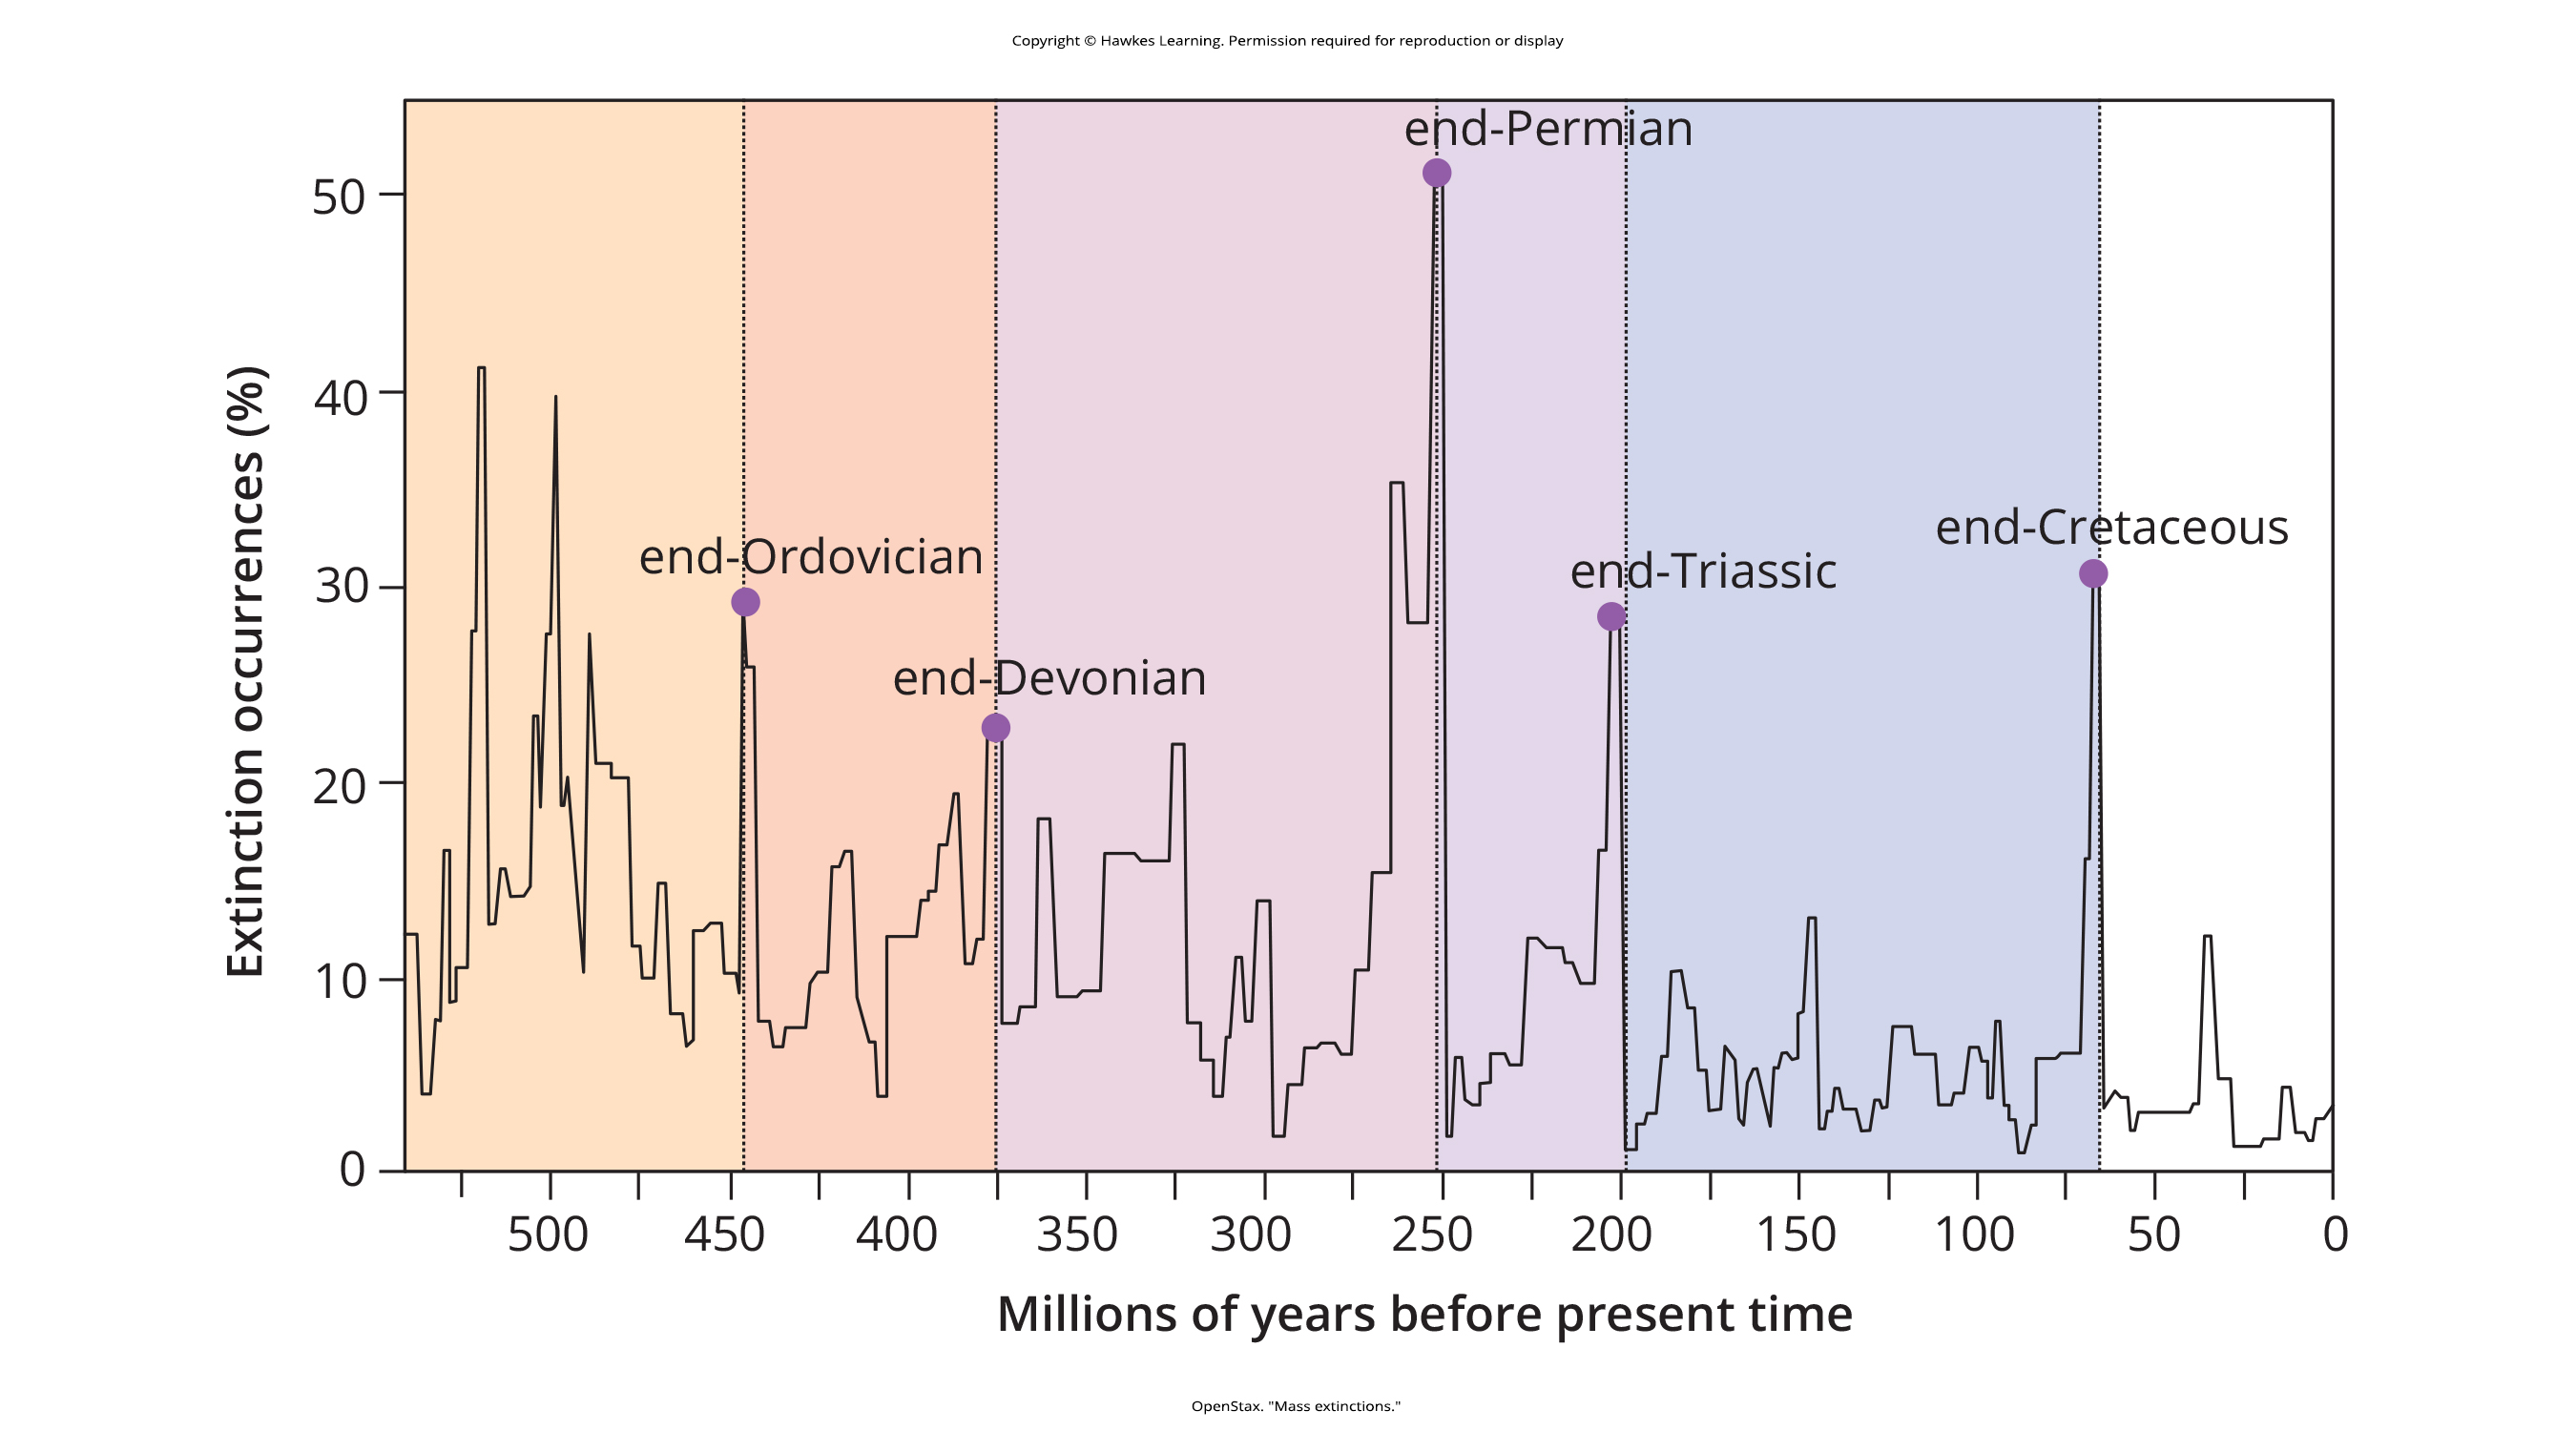 Copyright © Hawkes Learning. Permission required for reproduction or display
end-Permian
50
40
end-Cretaceous
end-Ordovician
end-Triassic
30
end-Devonian
20
10
0
Extinction occurrences (%)
500 450 400 350 300 250 200 150 100 50 0
Millions of years before present time
OpenStax. "Mass extinctions."